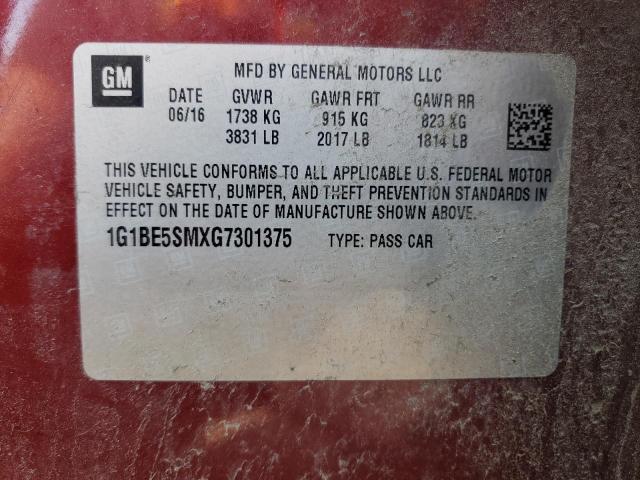 GM
MFD BY GENERAL MOTORS LLC
DATE GVWR GAWR FRT GAWR RR
06/16 1738 KG 915 KG 823 KG
3831 LB 2017 LB 1814 LB
THIS VEHICLE CONFORMS TO ALL APPLICABLE U.S. FEDERAL MOTOR
VEHICLE SAFETY, BUMPER, AND THEFT PREVENTION STANDARDS IN
EFFECT ON THE DATE OF MANUFACTURE SHOWN ABOVE.
1G1BE5SMXG7301375 TYPE: PASS CAR